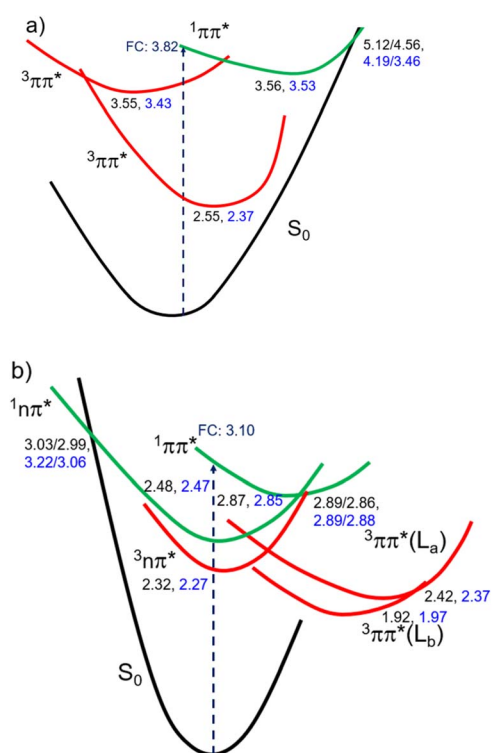 a)
¹ππ*
FC: 3.82
5.12/4.56,
4.19/3.46
³ππ*
3.55, 3.43
3.56, 3.53
³ππ*
2.55, 2.37
S₀
b)
¹nπ*
¹ππ*
FC: 3.10
3.03/2.99,
3.22/3.06
2.48, 2.47
2.87, 2.85
2.89/2.86,
2.89/2.88
³ππ*(Lₐ)
³nπ*
2.32, 2.27
2.42, 2.37
1.92, 1.97
³ππ*(L_b)
S₀